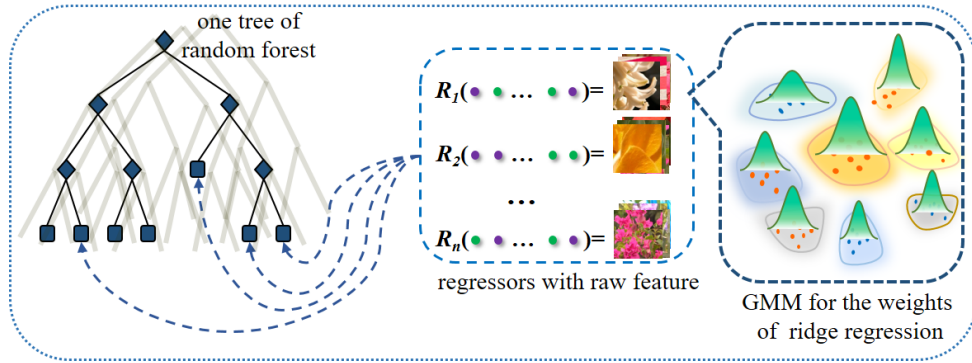 one tree of
random forest
R1( ... )=
R2( ... )=
...
Rn( ... )=
regressors with raw feature
GMM for the weights
of ridge regression